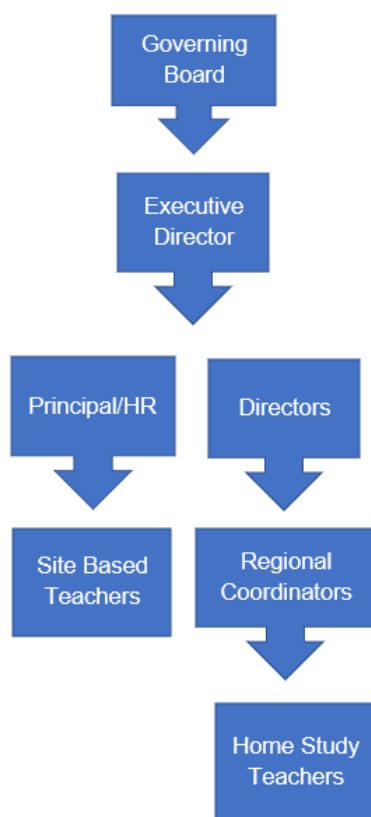 Governing
Board
Executive
Director
Principal/HR
Directors
Site Based
Teachers
Regional
Coordinators
Home Study
Teachers